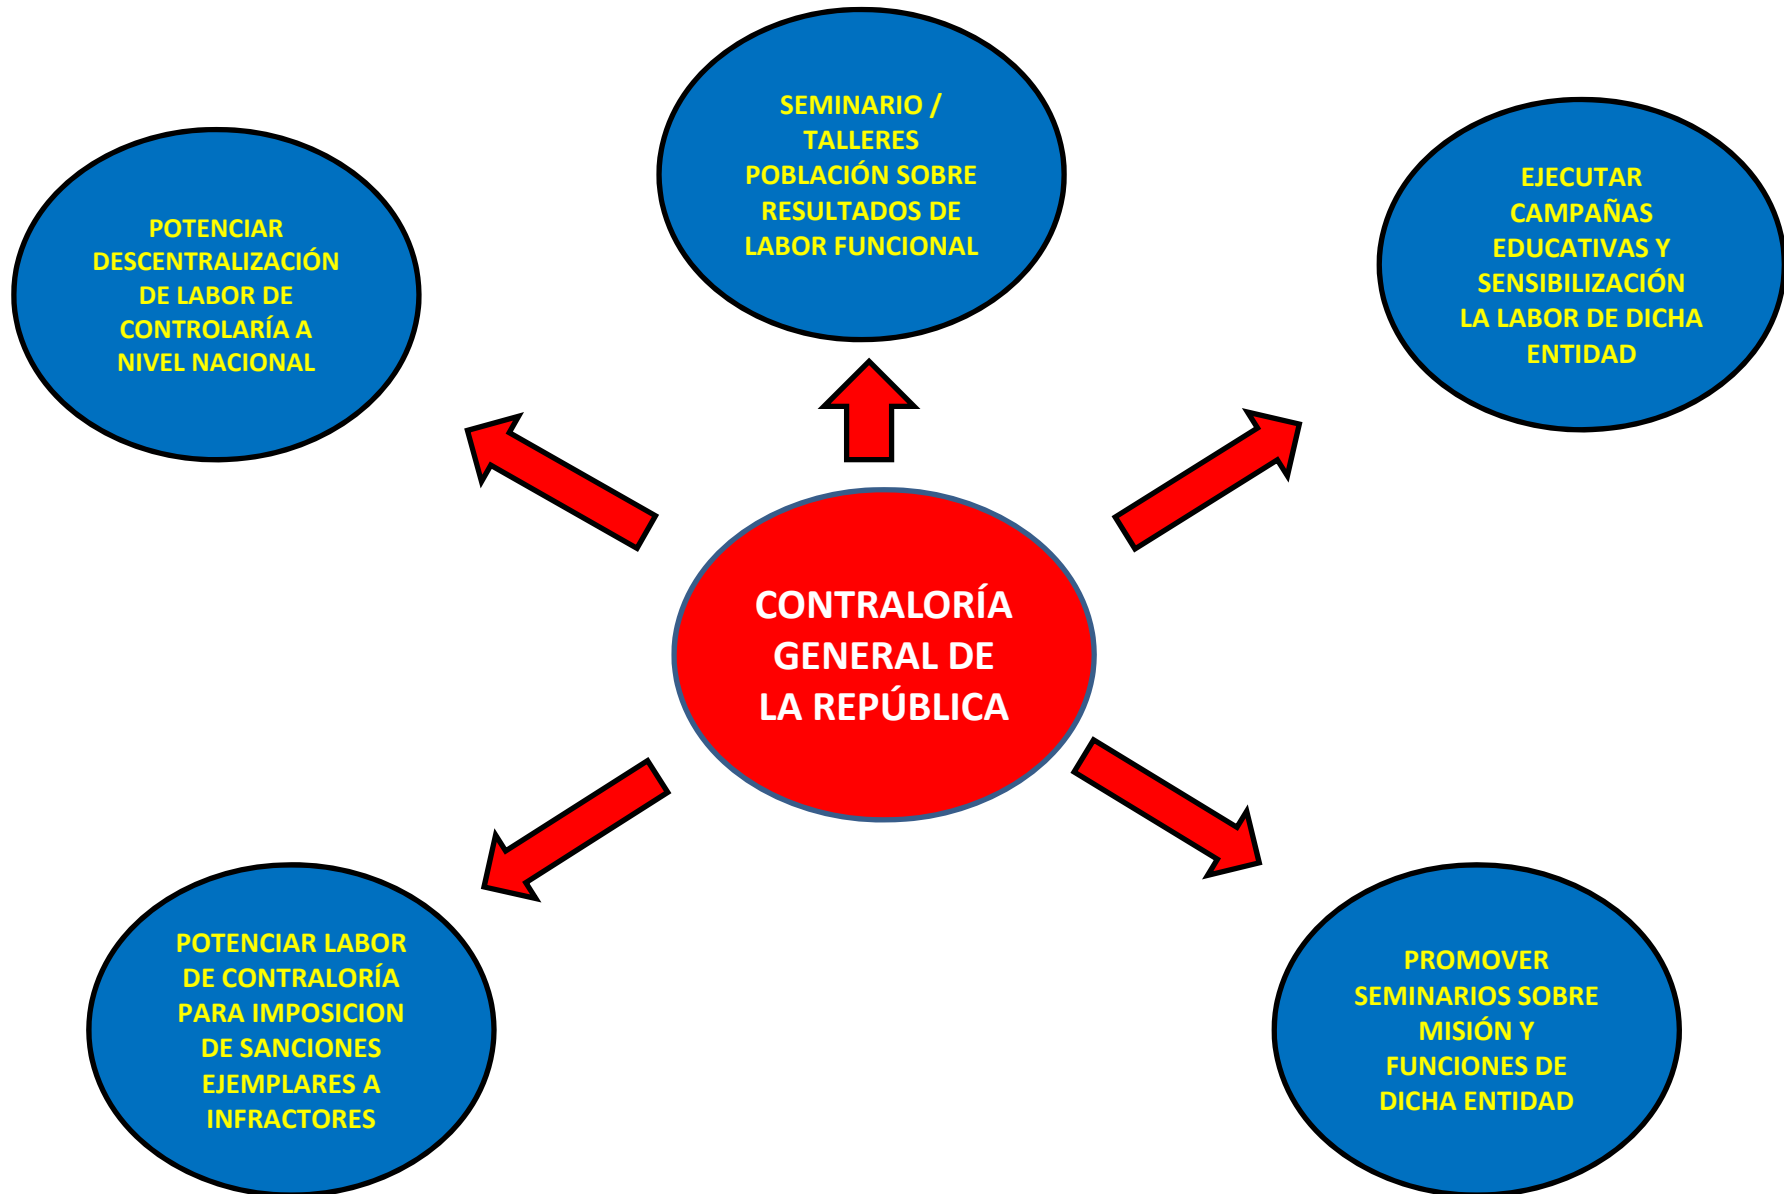 SEMINARIO /
TALLERES
POBLACIÓN SOBRE
RESULTADOS DE
LABOR FUNCIONAL
POTENCIAR
DESCENTRALIZACIÓN
DE LABOR DE
CONTROLARÍA A
NIVEL NACIONAL
EJECUTAR
CAMPAÑAS
EDUCATIVAS Y
SENSIBILIZACIÓN
LA LABOR DE DICHA
ENTIDAD
CONTRALORÍA
GENERAL DE
LA REPÚBLICA
POTENCIAR LABOR
DE CONTRALORÍA
PARA IMPOSICION
DE SANCIONES
EJEMPLARES A
INFRACTORES
PROMOVER
SEMINARIOS SOBRE
MISIÓN Y
FUNCIONES DE
DICHA ENTIDAD